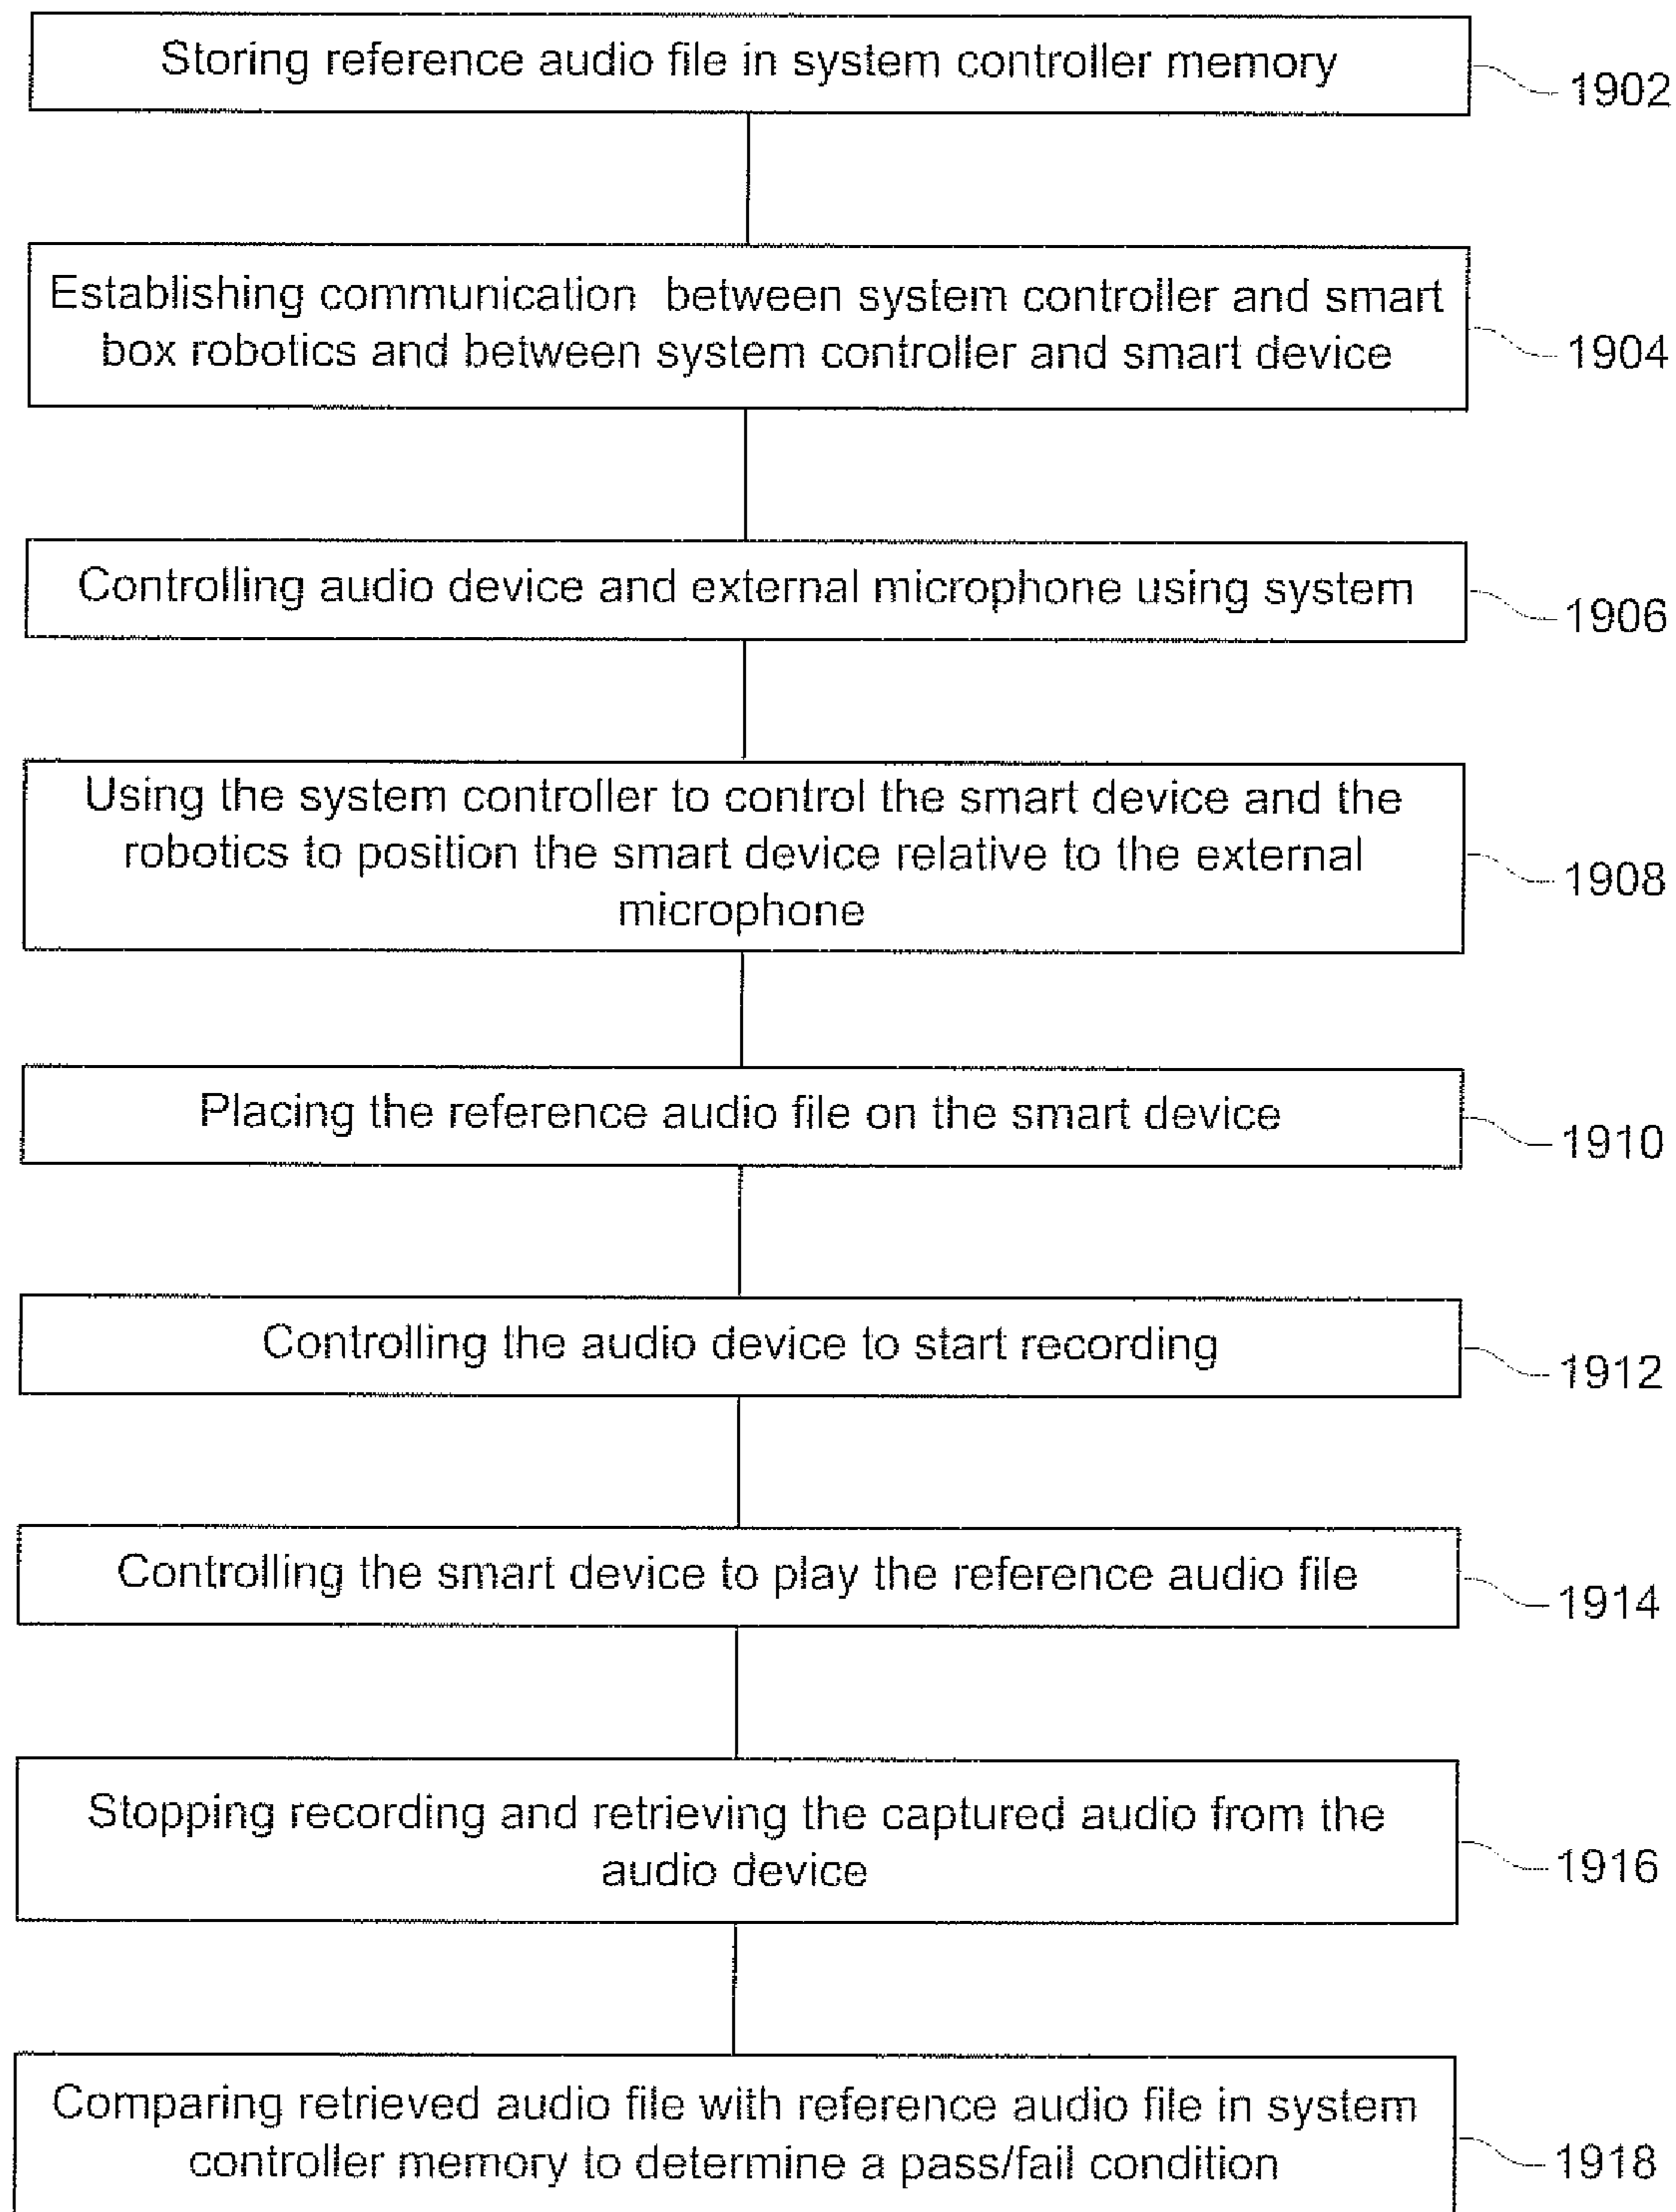 Storing reference audio file in system controller memory
1902
Establishing communication between system controller and smart
box robotics and between system controller and smart device
1904
Controlling audio device and external microphone using system
1906
Using the system controller to control the smart device and the
robotics to position the smart device relative to the external
microphone
1908
Placing the reference audio file on the smart device
1910
Controlling the audio device to start recording
1912
Controlling the smart device to play the reference audio file
1914
Stopping recording and retrieving the captured audio from the
audio device
1916
Comparing retrieved audio file with reference audio file in system
controller memory to determine a pass/fail condition
1918